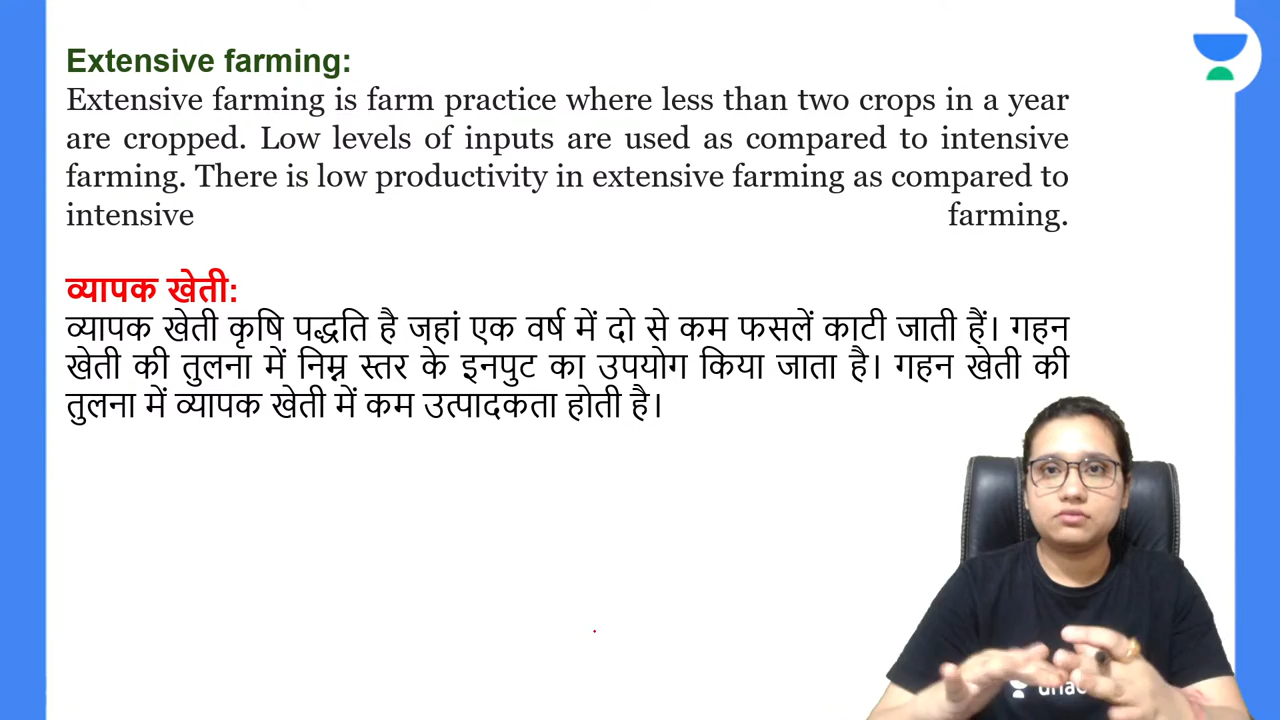 Extensive farming:
Extensive farming is farm practice where less than two crops in a year
are cropped. Low levels of inputs are used as compared to intensive
farming. There is low productivity in extensive farming as compared to
intensive farming.
व्यापक खेती:
व्यापक खेती कृषि पद्धति है जहां एक वर्ष में दो से कम फसलें काटी जाती हैं। गहन
खेती की तुलना में निम्न स्तर के इनपुट का उपयोग किया जाता है। गहन खेती की
तुलना में व्यापक खेती में कम उत्पादकता होती है।